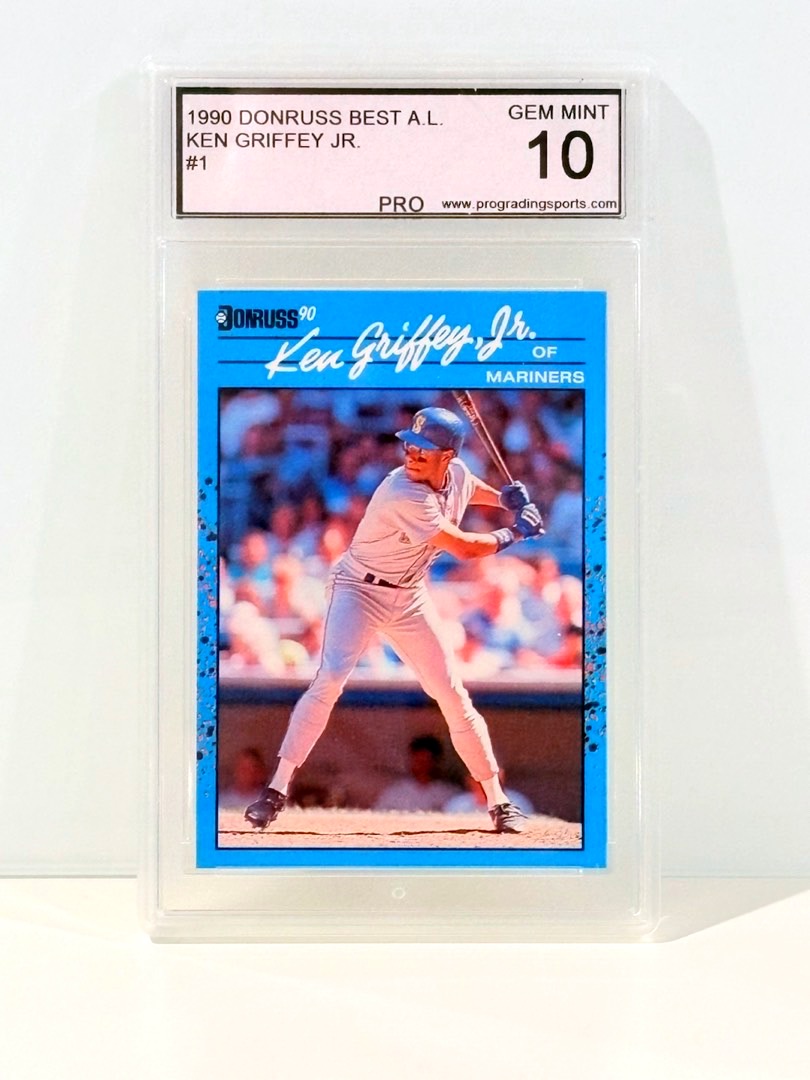 1990 DONRUSS BEST A.L.
KEN GRIFFEY JR.
#1
GEM MINT
10
PRO www.progradingsports.com
DONRUSS 90
Ken Griffey, Jr.
OF
MARINERS
S